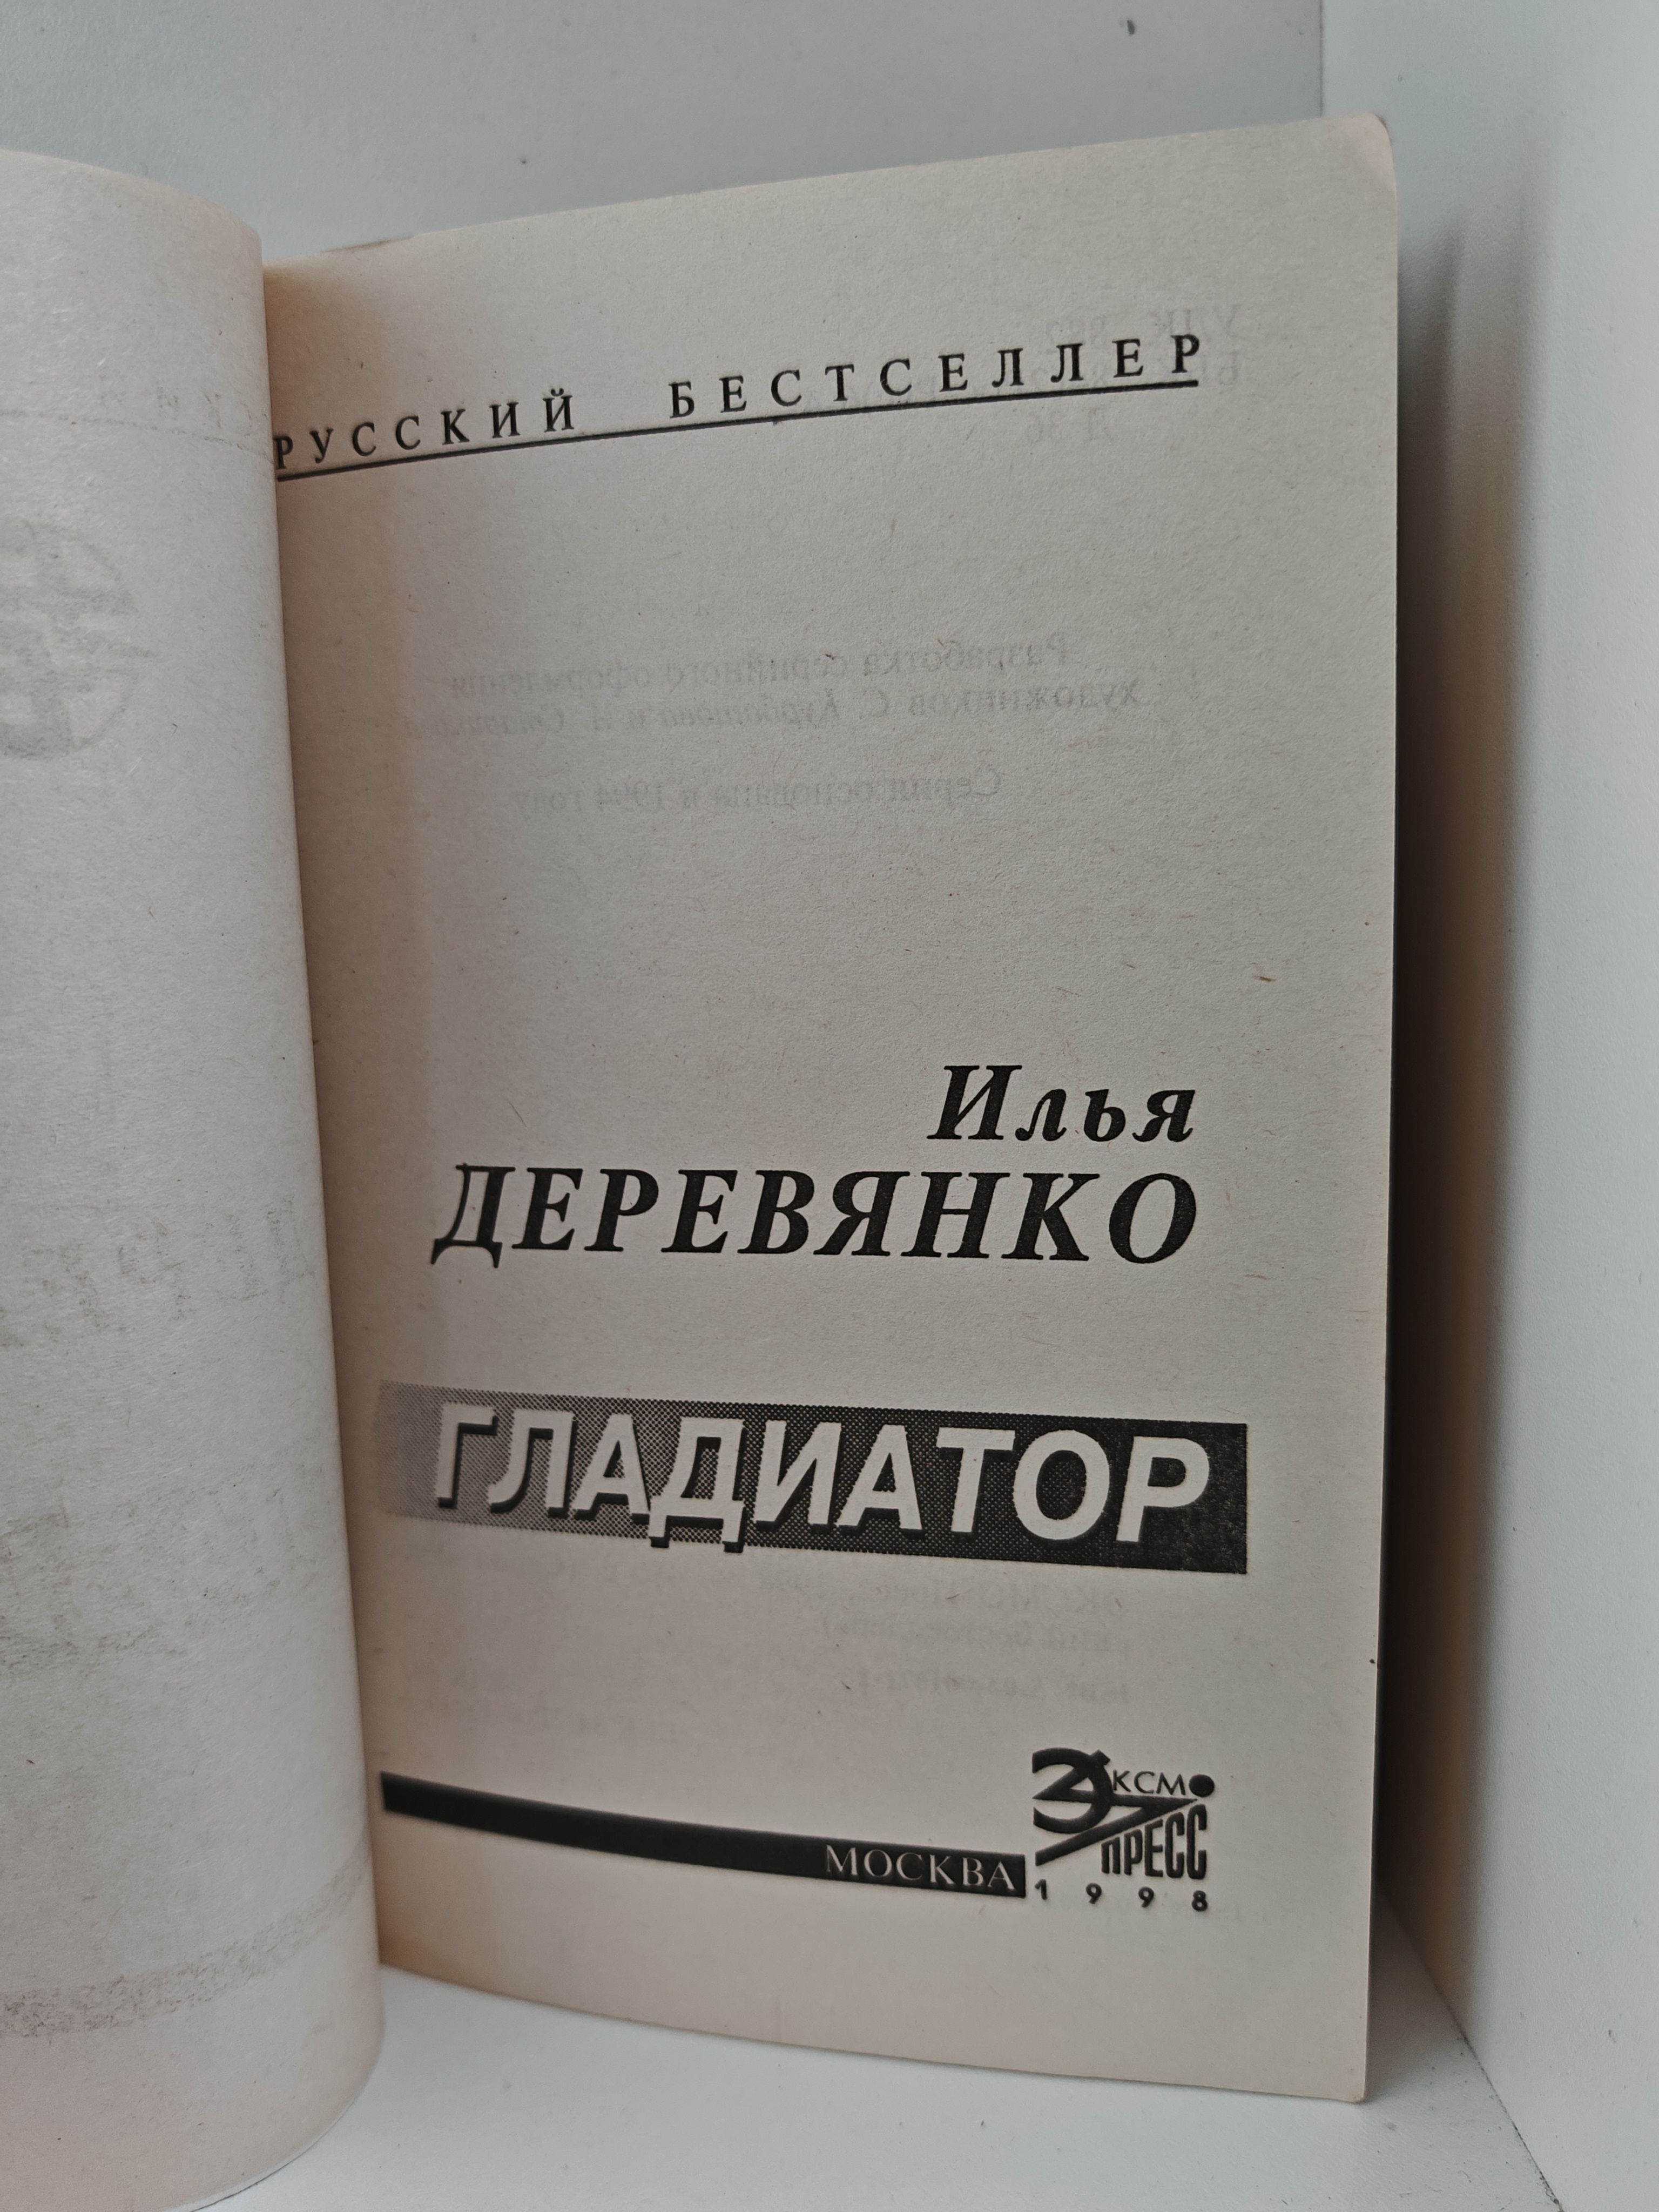 РУССКИЙ БЕСТСЕЛЛЕР
Илья
ДЕРЕВЯНКО
ГЛАДИАТОР
МОСКВА
ЭКСМО
ПРЕСС
1998